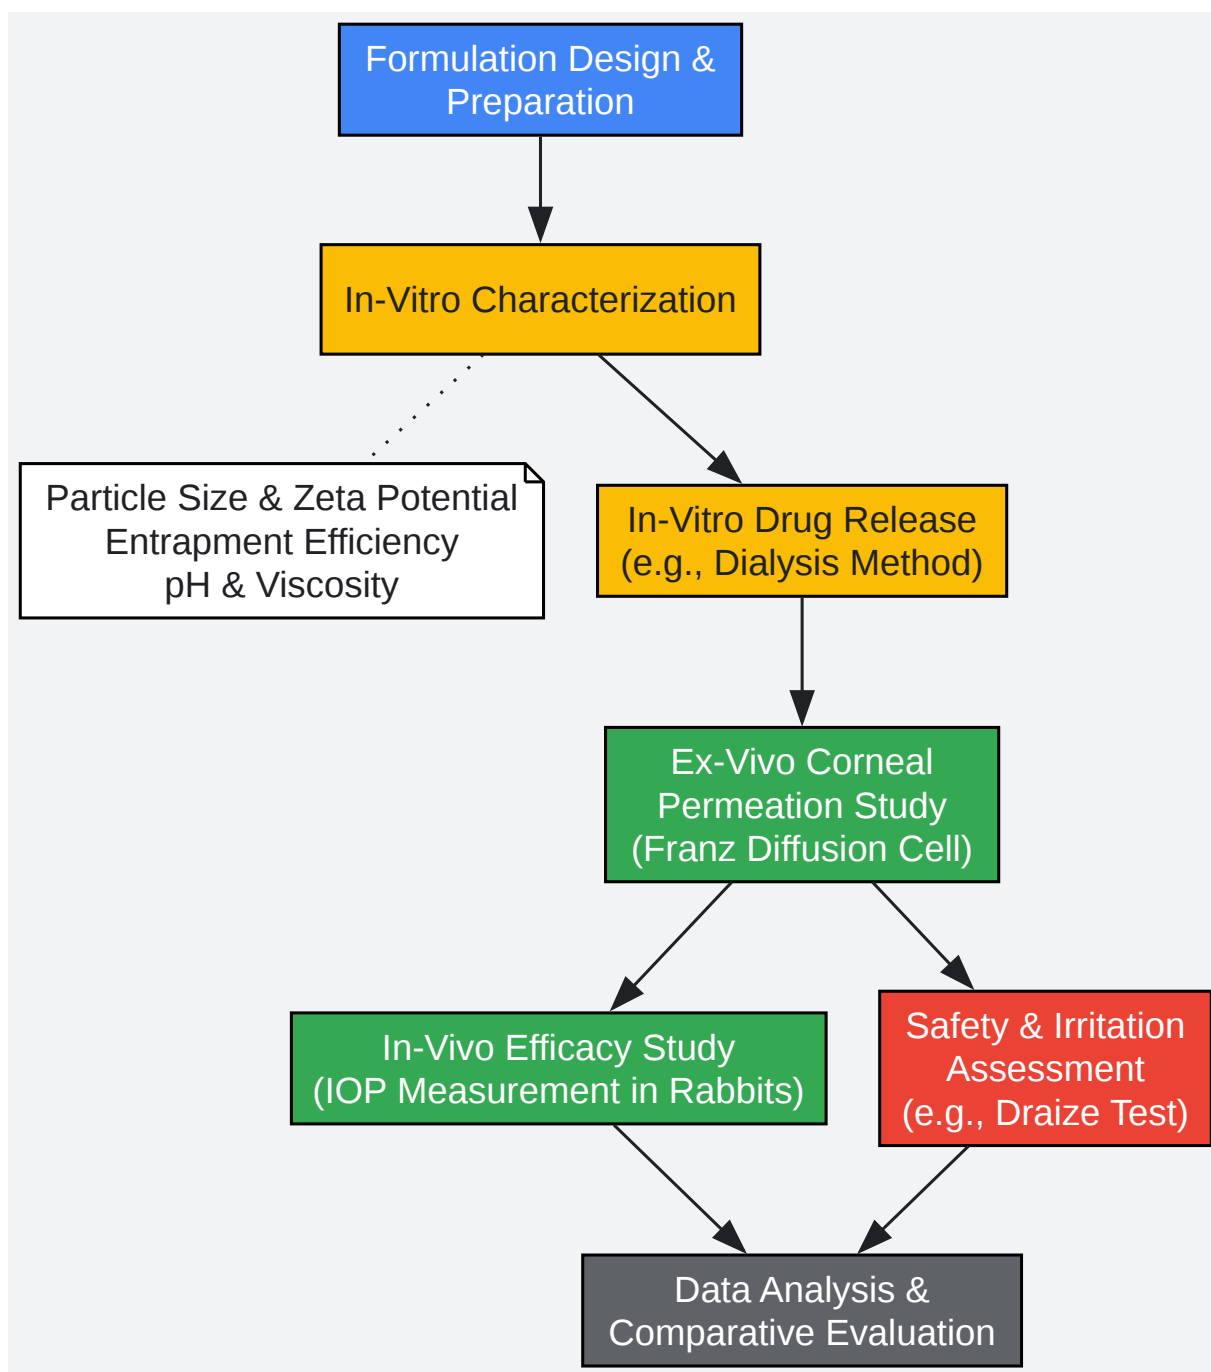 Formulation Design &
Preparation
In-Vitro Characterization
Particle Size & Zeta Potential
Entrapment Efficiency
pH & Viscosity
In-Vitro Drug Release
(e.g., Dialysis Method)
Ex-Vivo Corneal
Permeation Study
(Franz Diffusion Cell)
In-Vivo Efficacy Study
(IOP Measurement in Rabbits)
Safety & Irritation
Assessment
(e.g., Draize Test)
Data Analysis &
Comparative Evaluation